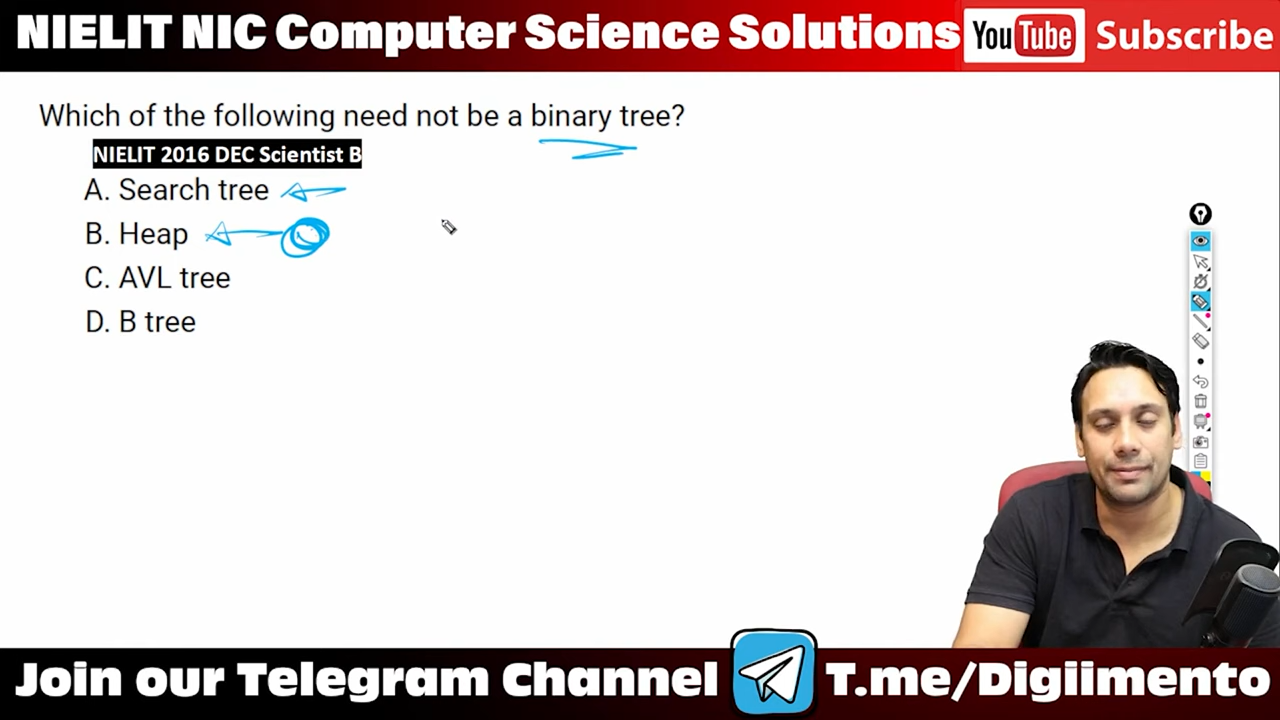 NIELIT NIC Computer Science Solutions
YouTube Subscribe
Which of the following need not be a binary tree?
NIELIT 2016 DEC Scientist B
A. Search tree
B. Heap
C. AVL tree
D. B tree
Join our Telegram Channel
T.me/Digiimento